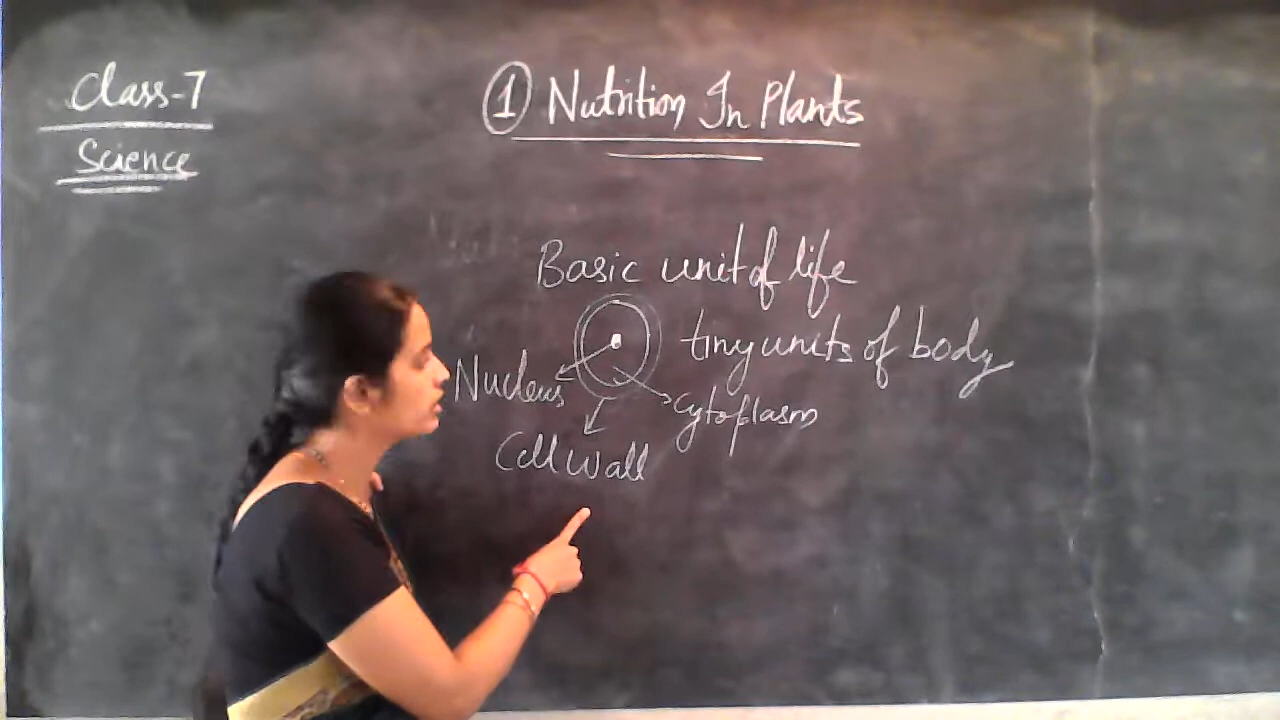 Class-7
Science
① Nutrition In Plants
Basic unit of life
tiny units of body
Nucleus
Cytoplasm
Cell Wall